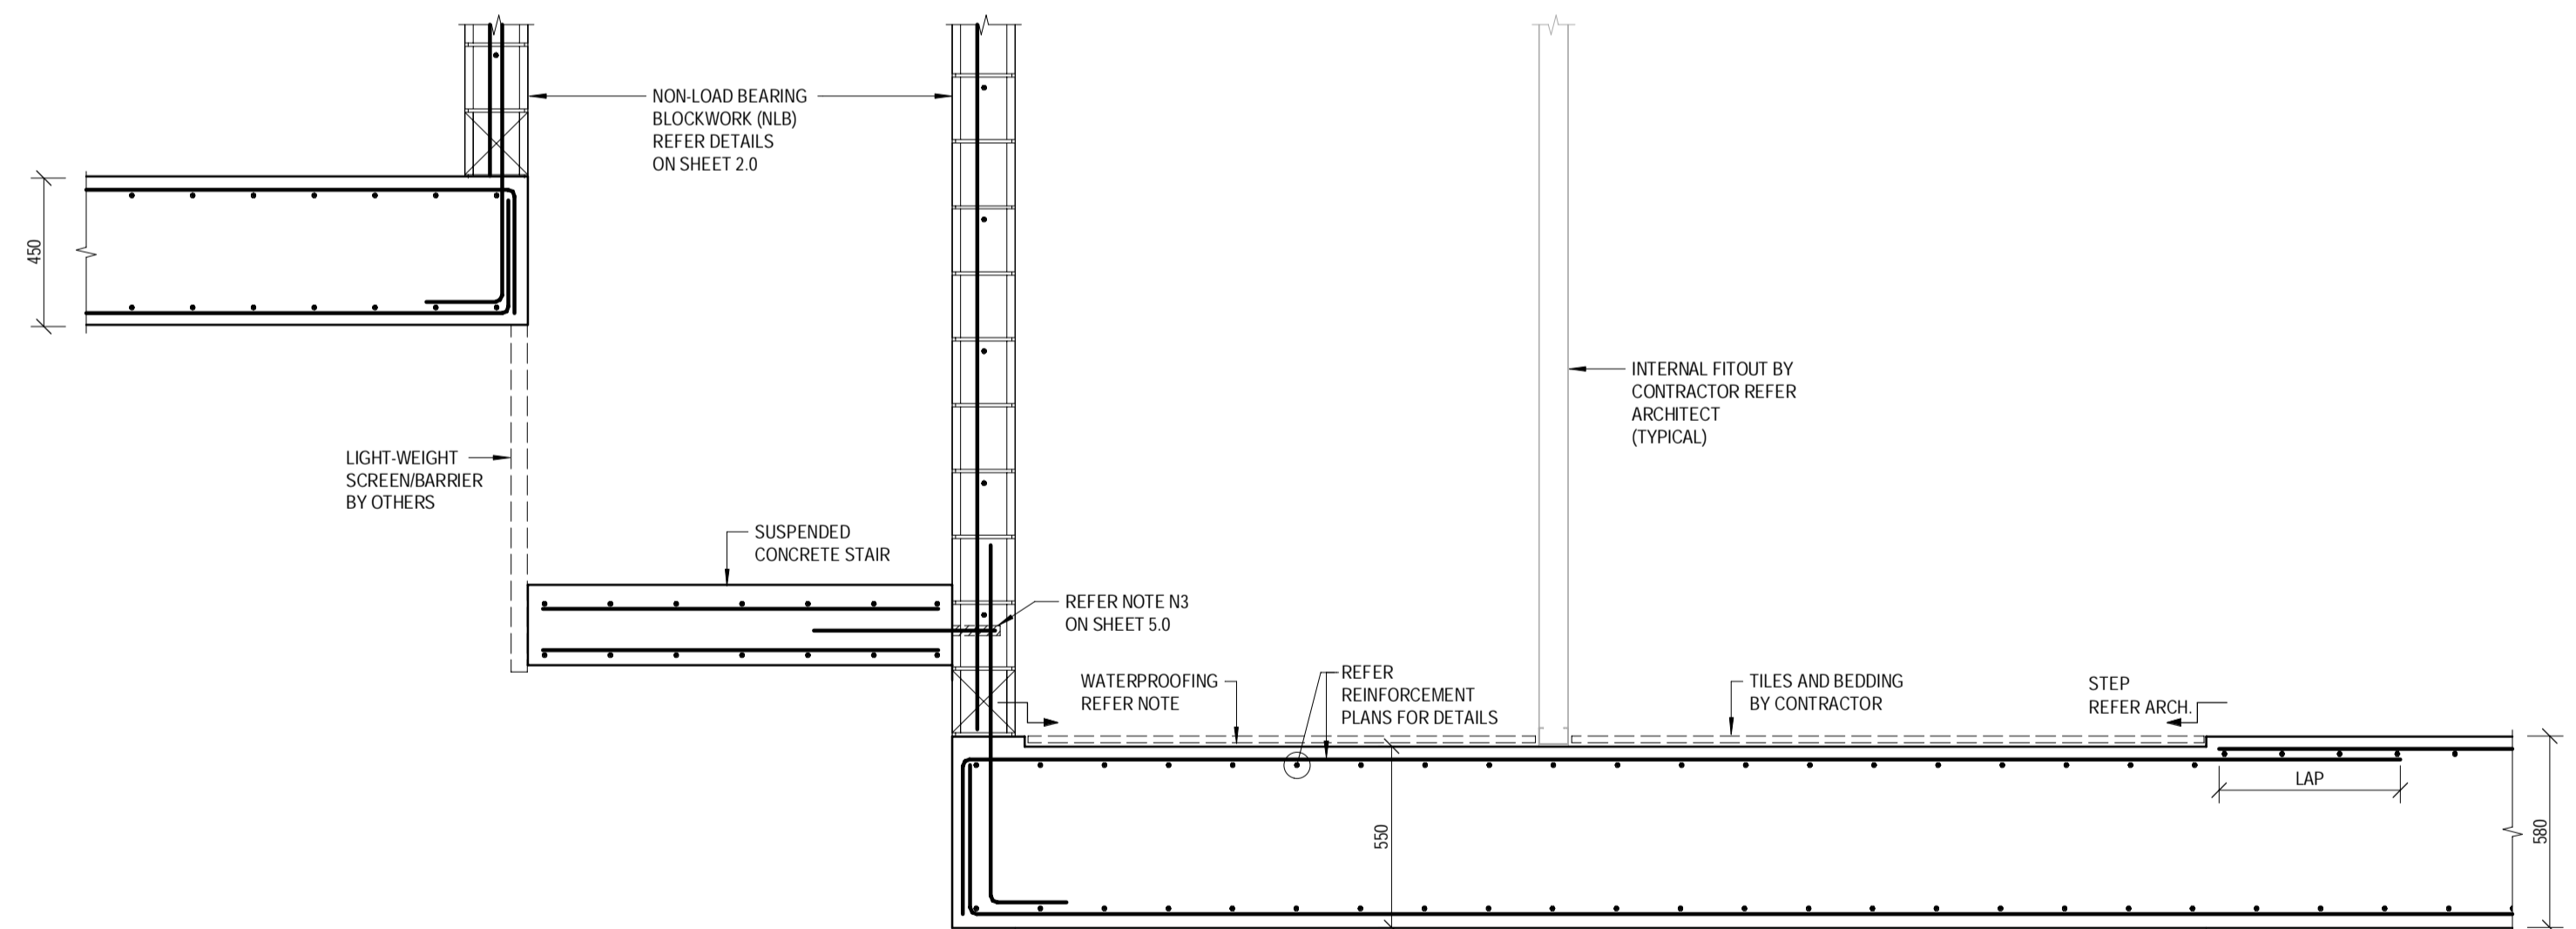 NON-LOAD BEARING
BLOCKWORK (NLB)
REFER DETAILS
ON SHEET 2.0
450
INTERNAL FITOUT BY
CONTRACTOR REFER
ARCHITECT
(TYPICAL)
LIGHT-WEIGHT
SCREEN/BARRIER
BY OTHERS
SUSPENDED
CONCRETE STAIR
REFER NOTE N3
ON SHEET 5.0
WATERPROOFING
REFER NOTE
REFER
REINFORCEMENT
PLANS FOR DETAILS
TILES AND BEDDING
BY CONTRACTOR
STEP
REFER ARCH.
LAP
550
580